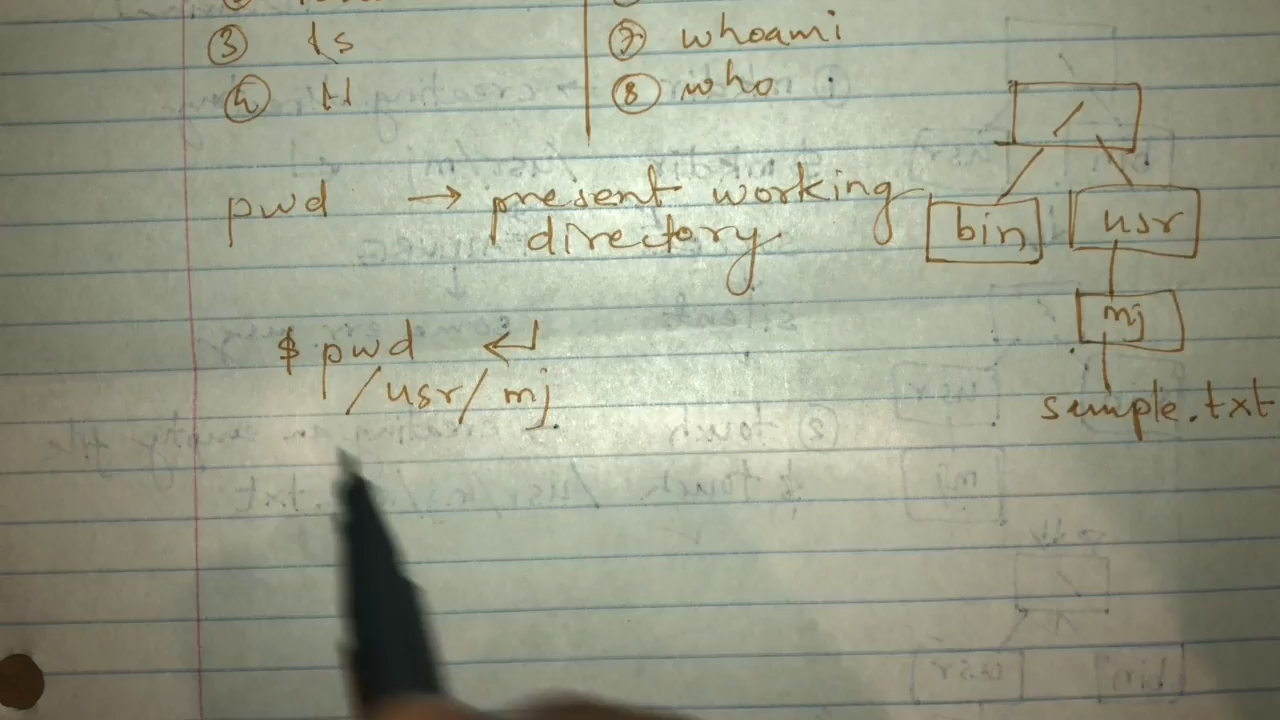 ③ ls
⑦ whoami
④ ll
⑧ who
/
pwd → present working
directory
bin
usr
mj
$ pwd ↵
/usr/mj
sample.txt